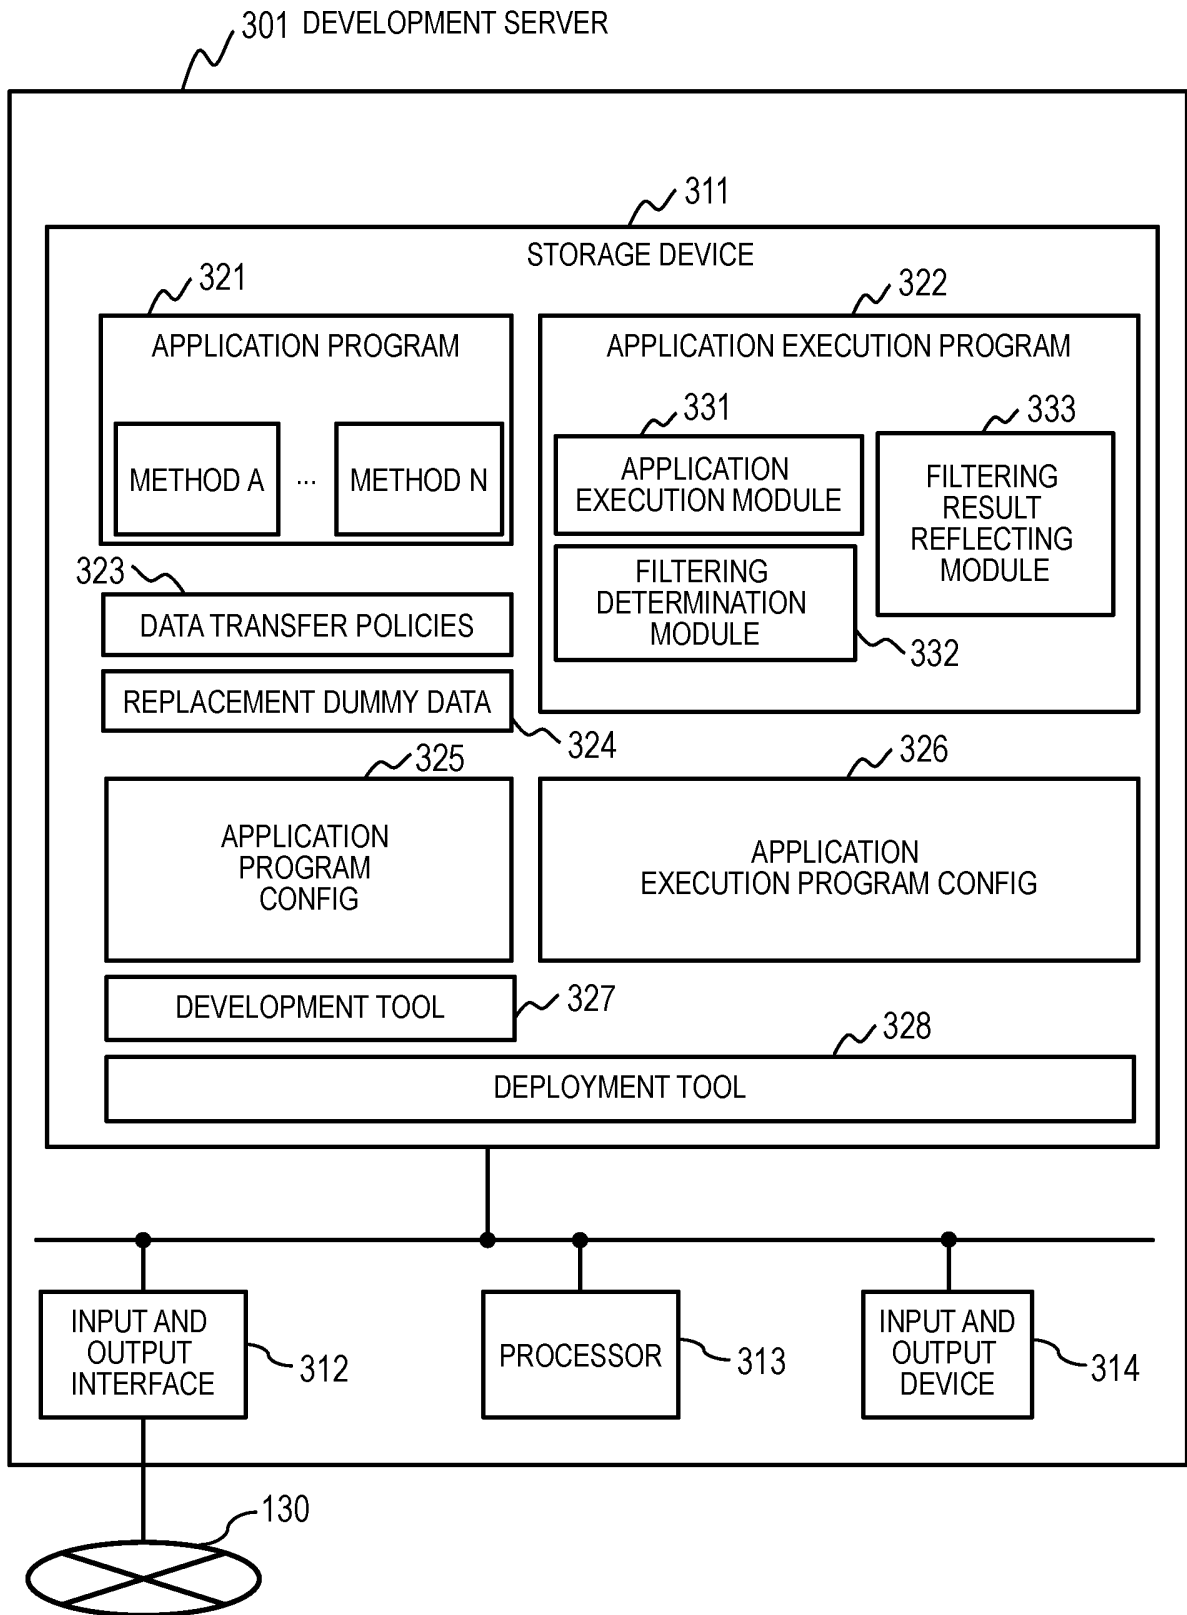 301 DEVELOPMENT SERVER
311
STORAGE DEVICE
321
APPLICATION PROGRAM
METHOD A
...
METHOD N
322
APPLICATION EXECUTION PROGRAM
331
APPLICATION
EXECUTION MODULE
333
FILTERING
RESULT
REFLECTING
MODULE
FILTERING
DETERMINATION
MODULE
332
323
DATA TRANSFER POLICIES
REPLACEMENT DUMMY DATA
324
325
APPLICATION
PROGRAM
CONFIG
326
APPLICATION
EXECUTION PROGRAM CONFIG
DEVELOPMENT TOOL
327
328
DEPLOYMENT TOOL
INPUT AND
OUTPUT
INTERFACE
312
PROCESSOR
313
INPUT AND
OUTPUT
DEVICE
314
130